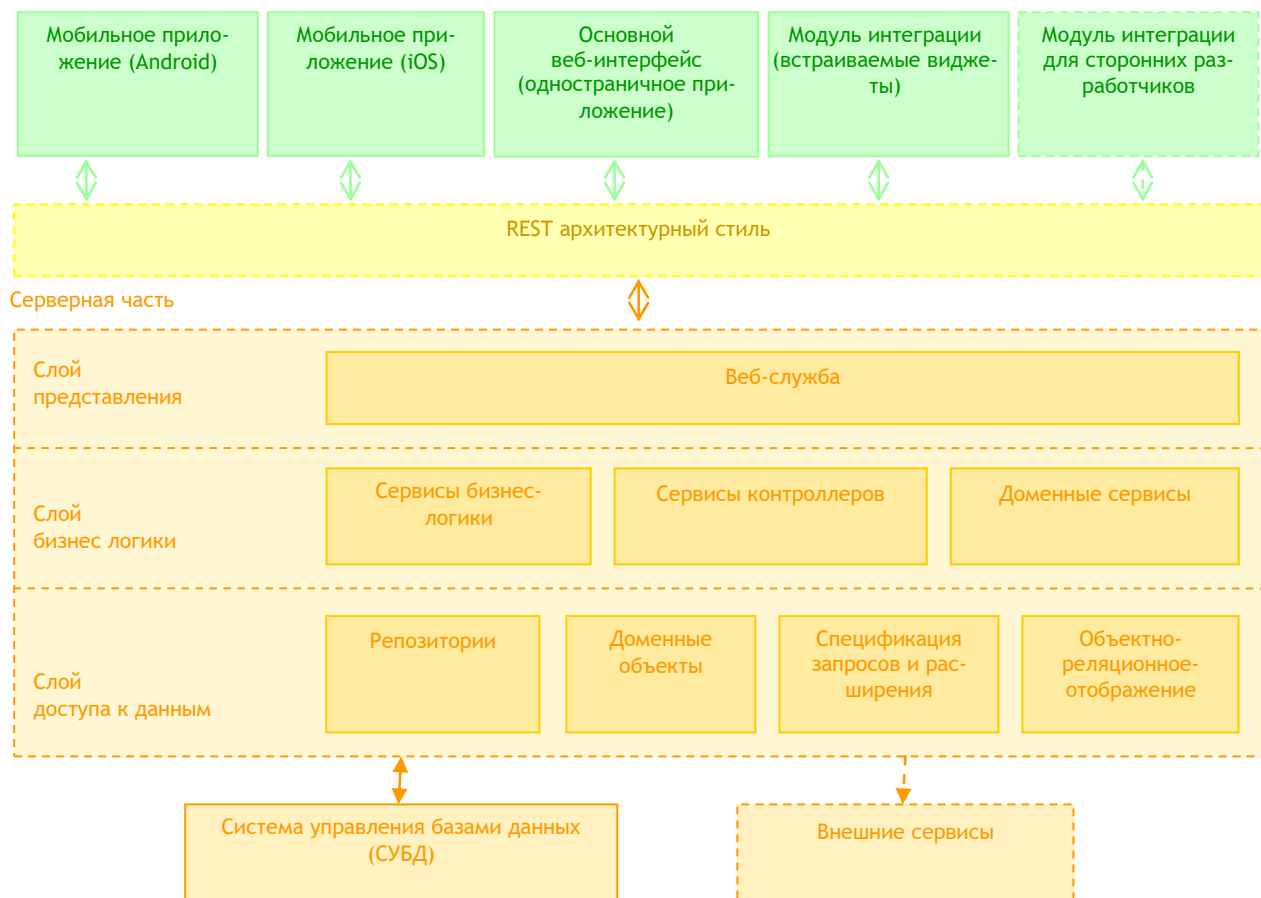 Мобильное прило-
жение (Android)
Мобильное при-
ложение (iOS)
Основной
веб-интерфейс
(одностраничное при-
ложение)
Модуль интеграции
(встраиваемые видже-
ты)
Модуль интеграции
для сторонних раз-
работчиков
REST архитектурный стиль
Серверная часть
Слой
представления
Веб-служба
Слой
бизнес логики
Сервисы бизнес-
логики
Сервисы контроллеров
Доменные сервисы
Слой
доступа к данным
Репозитории
Доменные
объекты
Спецификация
запросов и рас-
ширения
Объектно-
реляционное-
отображение
Система управления базами данных
(СУБД)
Внешние сервисы